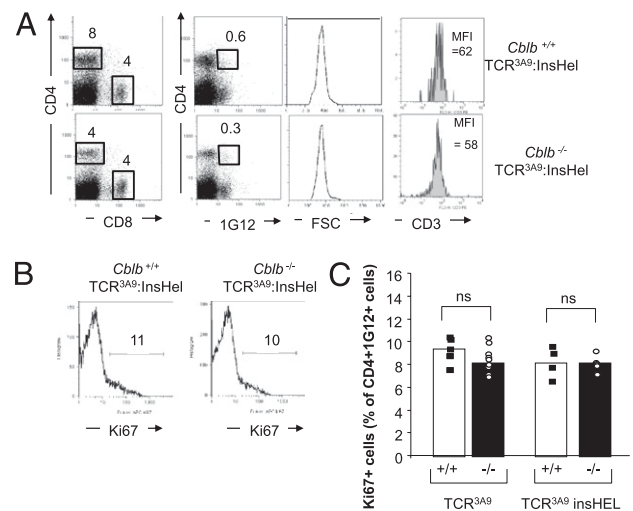 A
8
4
0.6
MFI
=62
Cblb +/+
TCR3A9:InsHel
CD4
CD4
4
4
0.3
MFI
= 58
Cblb -/-
TCR3A9:InsHel
CD8
1G12
FSC
CD3
B
Cblb+/+
TCR3A9:InsHel
Cblb-/-
TCR3A9:InsHel
11
10
Ki67
Ki67
C
Ki67+ cells (% of CD4+1G12+ cells)
16
14
12
10
8
6
4
2
0
ns
ns
+/+
-/-
+/+
-/-
TCR3A9
TCR3A9 insHEL